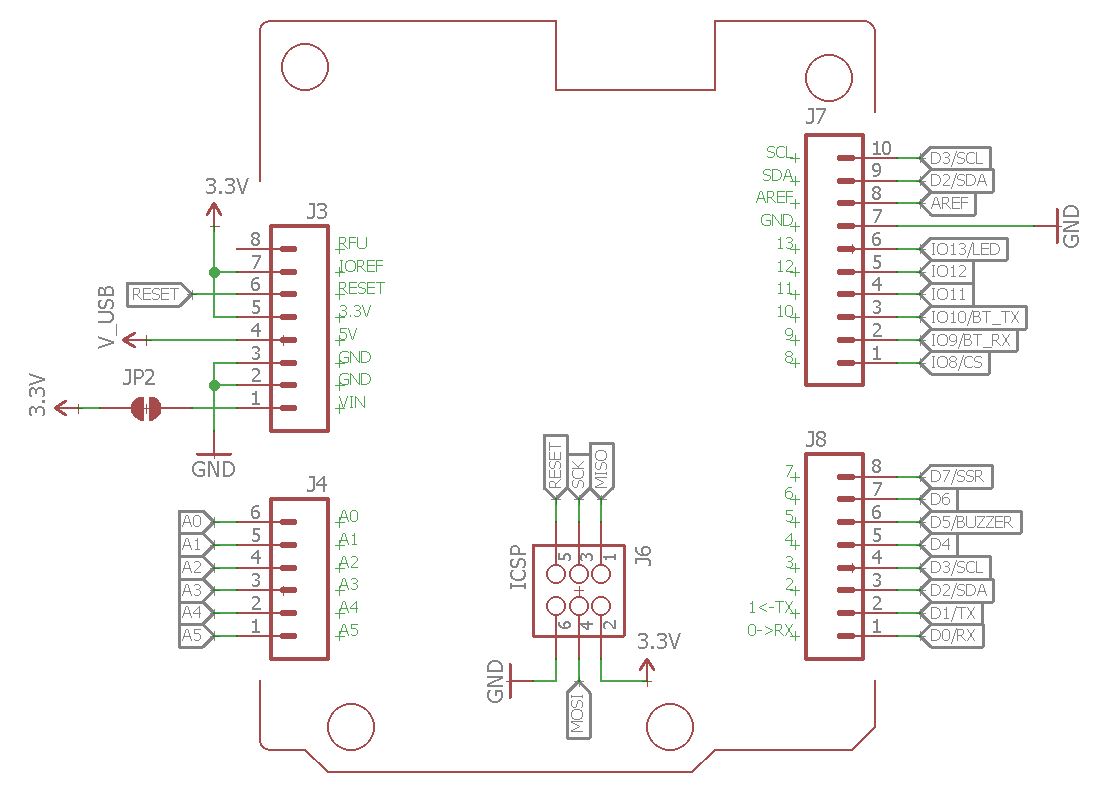 3.3V
J3
8 RFU
7 IOREF
RESET 6 RESET
5 3.3V
V_USB 4 5V
3 GND
2 GND
3.3V JP2 1 VIN
GND
J4
A0 6 A0
A1 5 A1
A2 4 A2
A3 3 A3
A4 2 A4
A5 1 A5
RESET SCK MISO
ICSP J6
5 3 1
6 4 2
GND MOSI 3.3V
J7
SCL 10 D3/SCL
SDA 9 D2/SDA
AREF 8 AREF
GND 7 GND
13 6 IO13/LED
12 5 IO12
11 4 IO11
10 3 IO10/BT_TX
9 2 IO9/BT_RX
8 1 IO8/CS
J8
7 8 D7/SSR
6 7 D6
5 6 D5/BUZZER
4 5 D4
3 4 D3/SCL
2 3 D2/SDA
1<-TX 2 D1/TX
0->RX 1 D0/RX